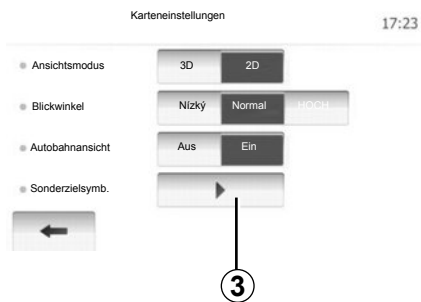 Karteneinstellungen
17:23
Ansichtsmodus 3D 2D
Blickwinkel Nízký Normal HOCH
Autobahnansicht Aus Ein
Sonderzielsymb.
3